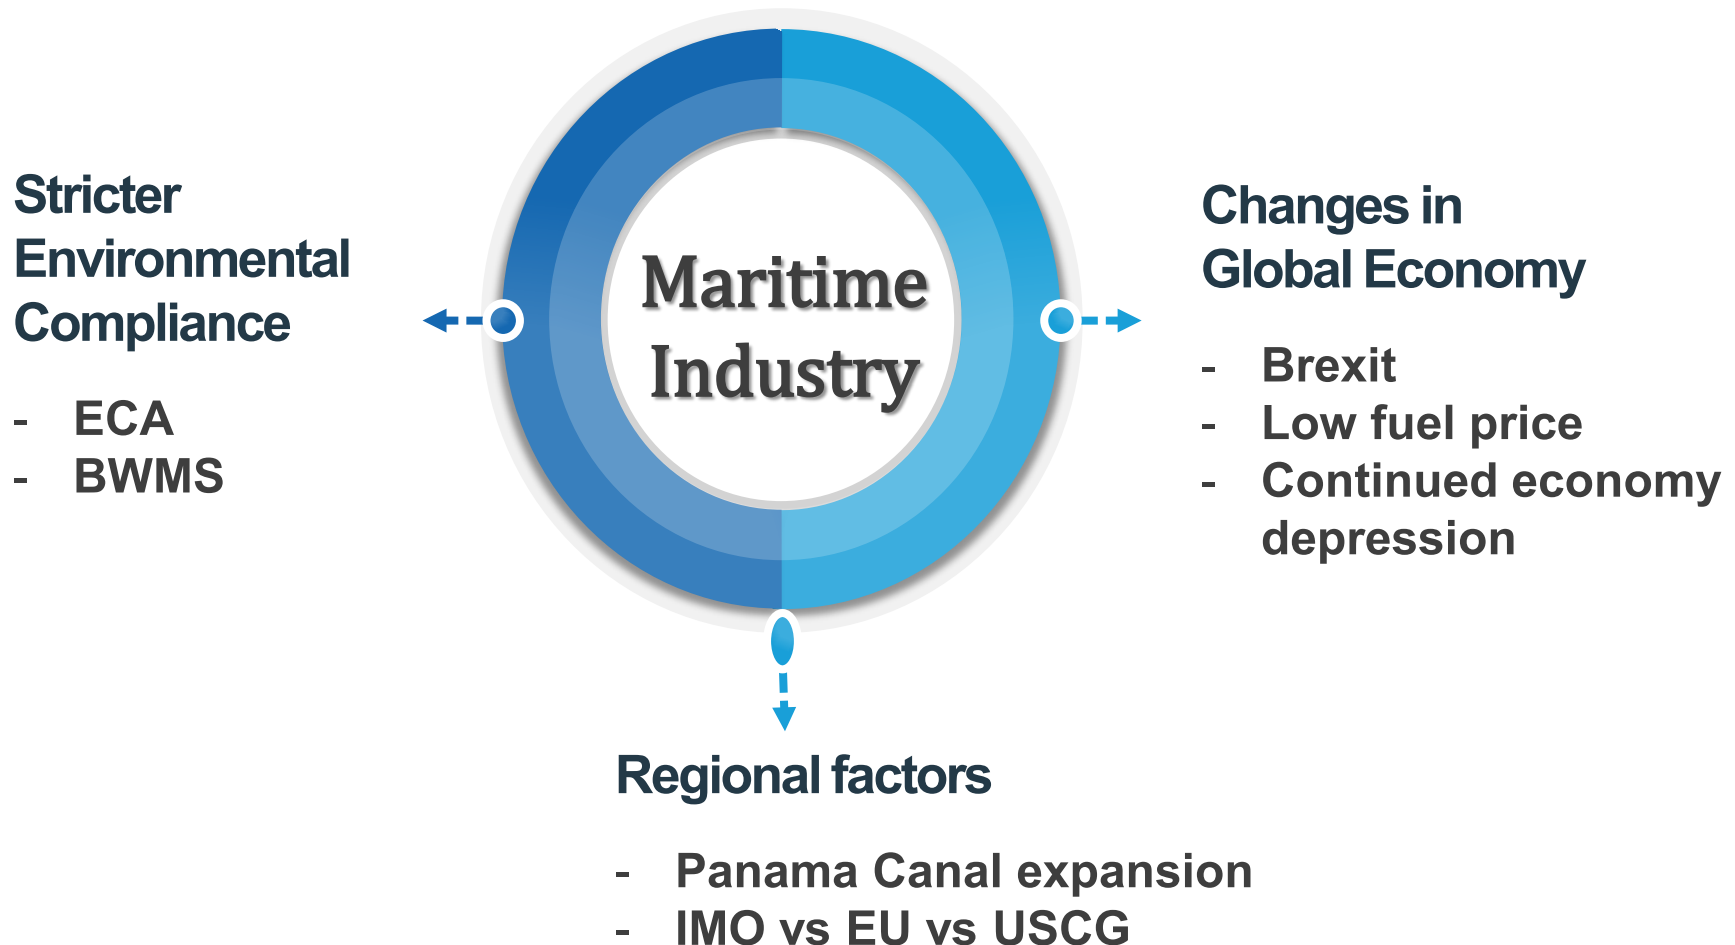 Maritime
Industry
Stricter
Environmental
Compliance
- ECA
- BWMS
Changes in
Global Economy
- Brexit
- Low fuel price
- Continued economy
depression
Regional factors
- Panama Canal expansion
- IMO vs EU vs USCG